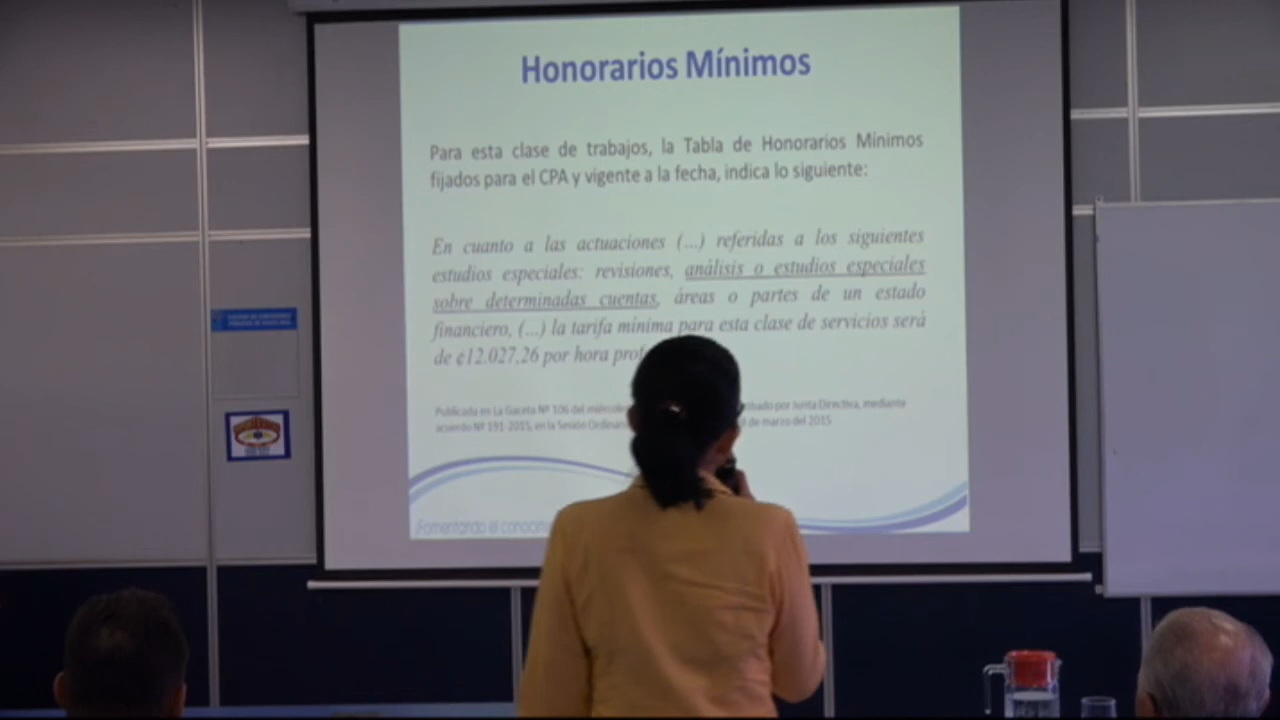 Honorarios Mínimos
Para esta clase de trabajos, la Tabla de Honorarios Mínimos
fijados para el CPA y vigente a la fecha, indica lo siguiente:
En cuanto a las actuaciones (...) referidas a los siguientes
estudios especiales: revisiones, análisis o estudios especiales
sobre determinadas cuentas, áreas o partes de un estado
financiero, (...) la tarifa mínima para esta clase de servicios será
de ¢12.027,26 por hora
Publicada en La Gaceta Nº 106 del por Junta Directiva, mediante
acuerdo Nº 191-2015, en la Sesión de marzo del 2015
¡Fomentando el